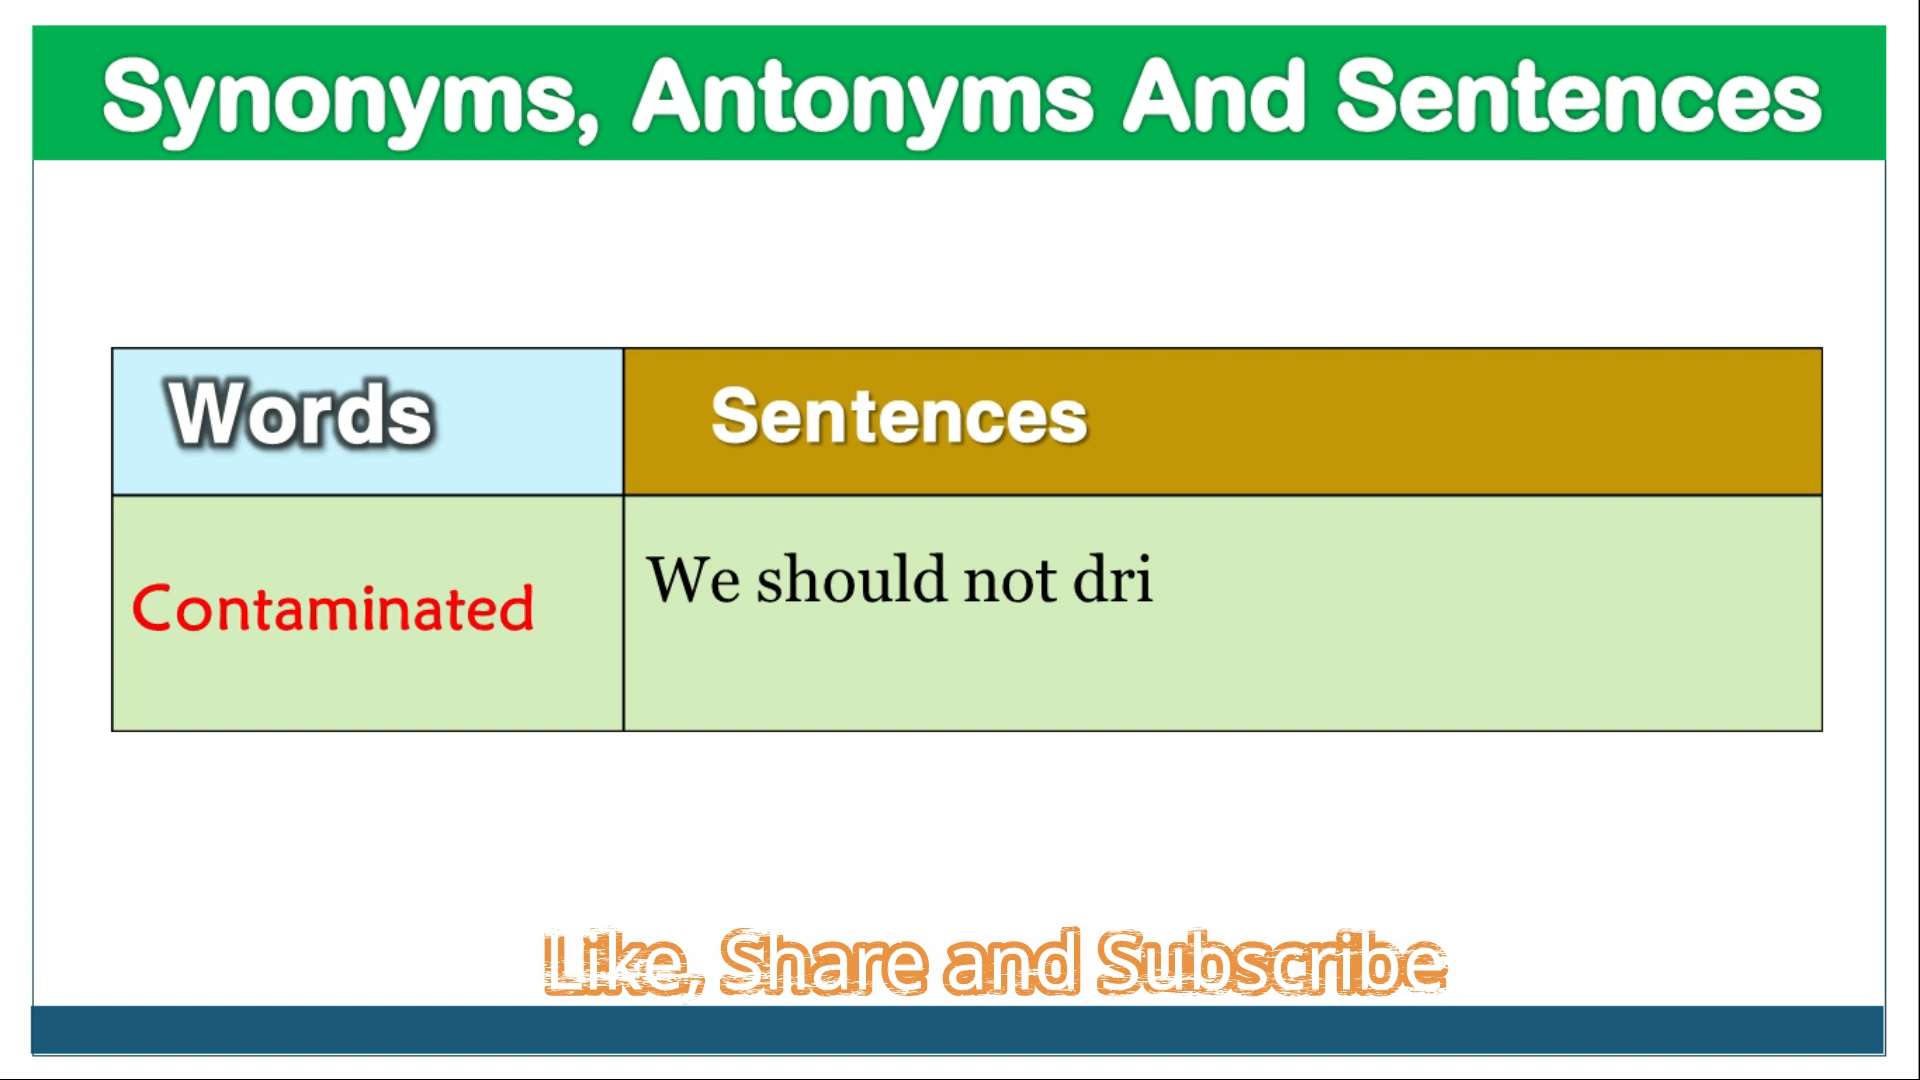 Synonyms, Antonyms And Sentences
Words
Sentences
Contaminated
We should not dri
Like, Share and Subscribe